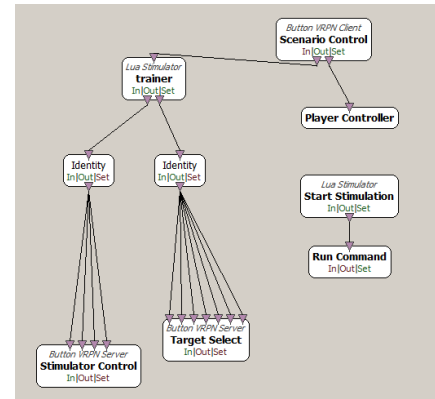 Button VRPN Client
Scenario Control
In|Out|Set
Lua Stimulator
trainer
In|Out|Set
Player Controller
Identity
In|Out|Set
Identity
In|Out|Set
Lua Stimulator
Start Stimulation
In|Out|Set
Run Command
In|Out|Set
Button VRPN Server
Target Select
In|Out|Set
Button VRPN Server
Stimulator Control
In|Out|Set